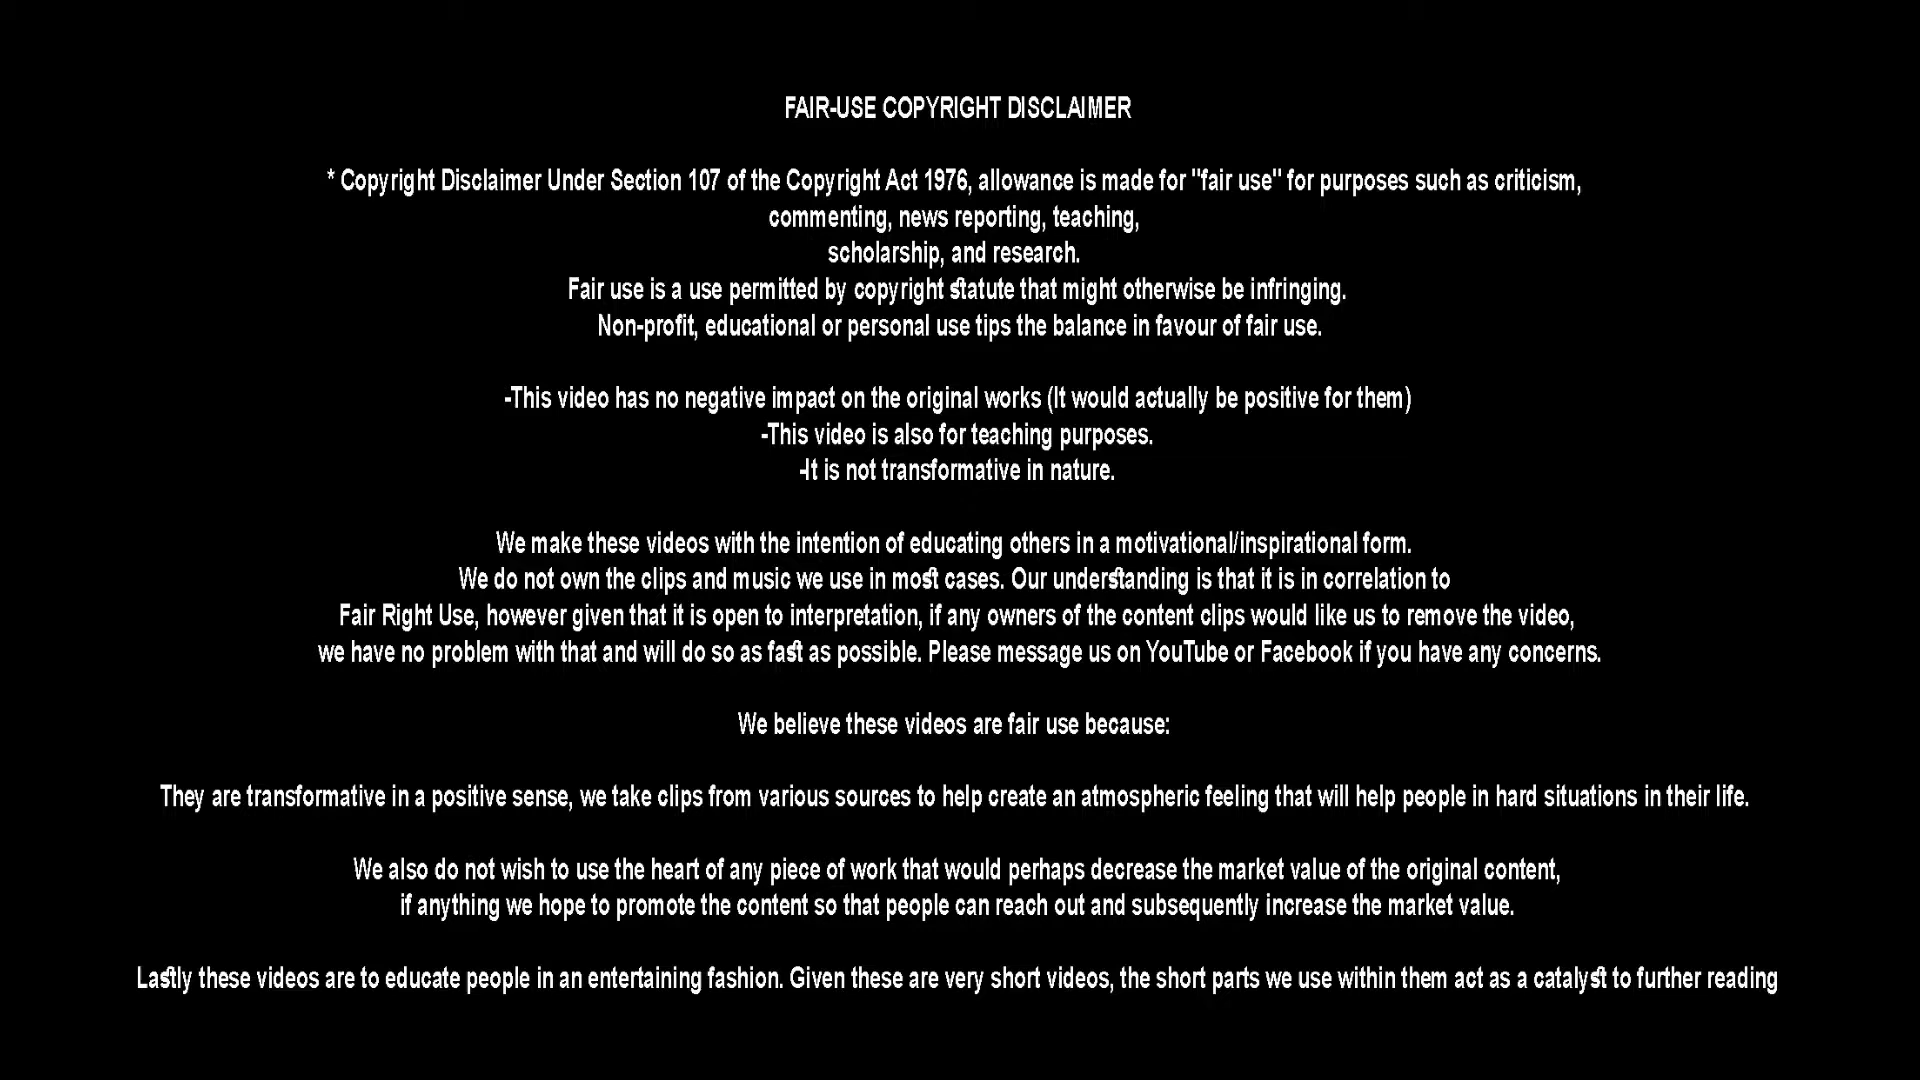 FAIR-USE COPYRIGHT DISCLAIMER
* Copyright Disclaimer Under Section 107 of the Copyright Act 1976, allowance is made for "fair use" for purposes such as criticism,
commenting, news reporting, teaching,
scholarship, and research.
Fair use is a use permitted by copyright statute that might otherwise be infringing.
Non-profit, educational or personal use tips the balance in favour of fair use.
-This video has no negative impact on the original works (It would actually be positive for them)
-This video is also for teaching purposes.
-It is not transformative in nature.
We make these videos with the intention of educating others in a motivational/inspirational form.
We do not own the clips and music we use in most cases. Our understanding is that it is in correlation to
Fair Right Use, however given that it is open to interpretation, if any owners of the content clips would like us to remove the video,
we have no problem with that and will do so as fast as possible. Please message us on YouTube or Facebook if you have any concerns.
We believe these videos are fair use because:
They are transformative in a positive sense, we take clips from various sources to help create an atmospheric feeling that will help people in hard situations in their life.
We also do not wish to use the heart of any piece of work that would perhaps decrease the market value of the original content,
if anything we hope to promote the content so that people can reach out and subsequently increase the market value.
Lastly these videos are to educate people in an entertaining fashion. Given these are very short videos, the short parts we use within them act as a catalyst to further reading